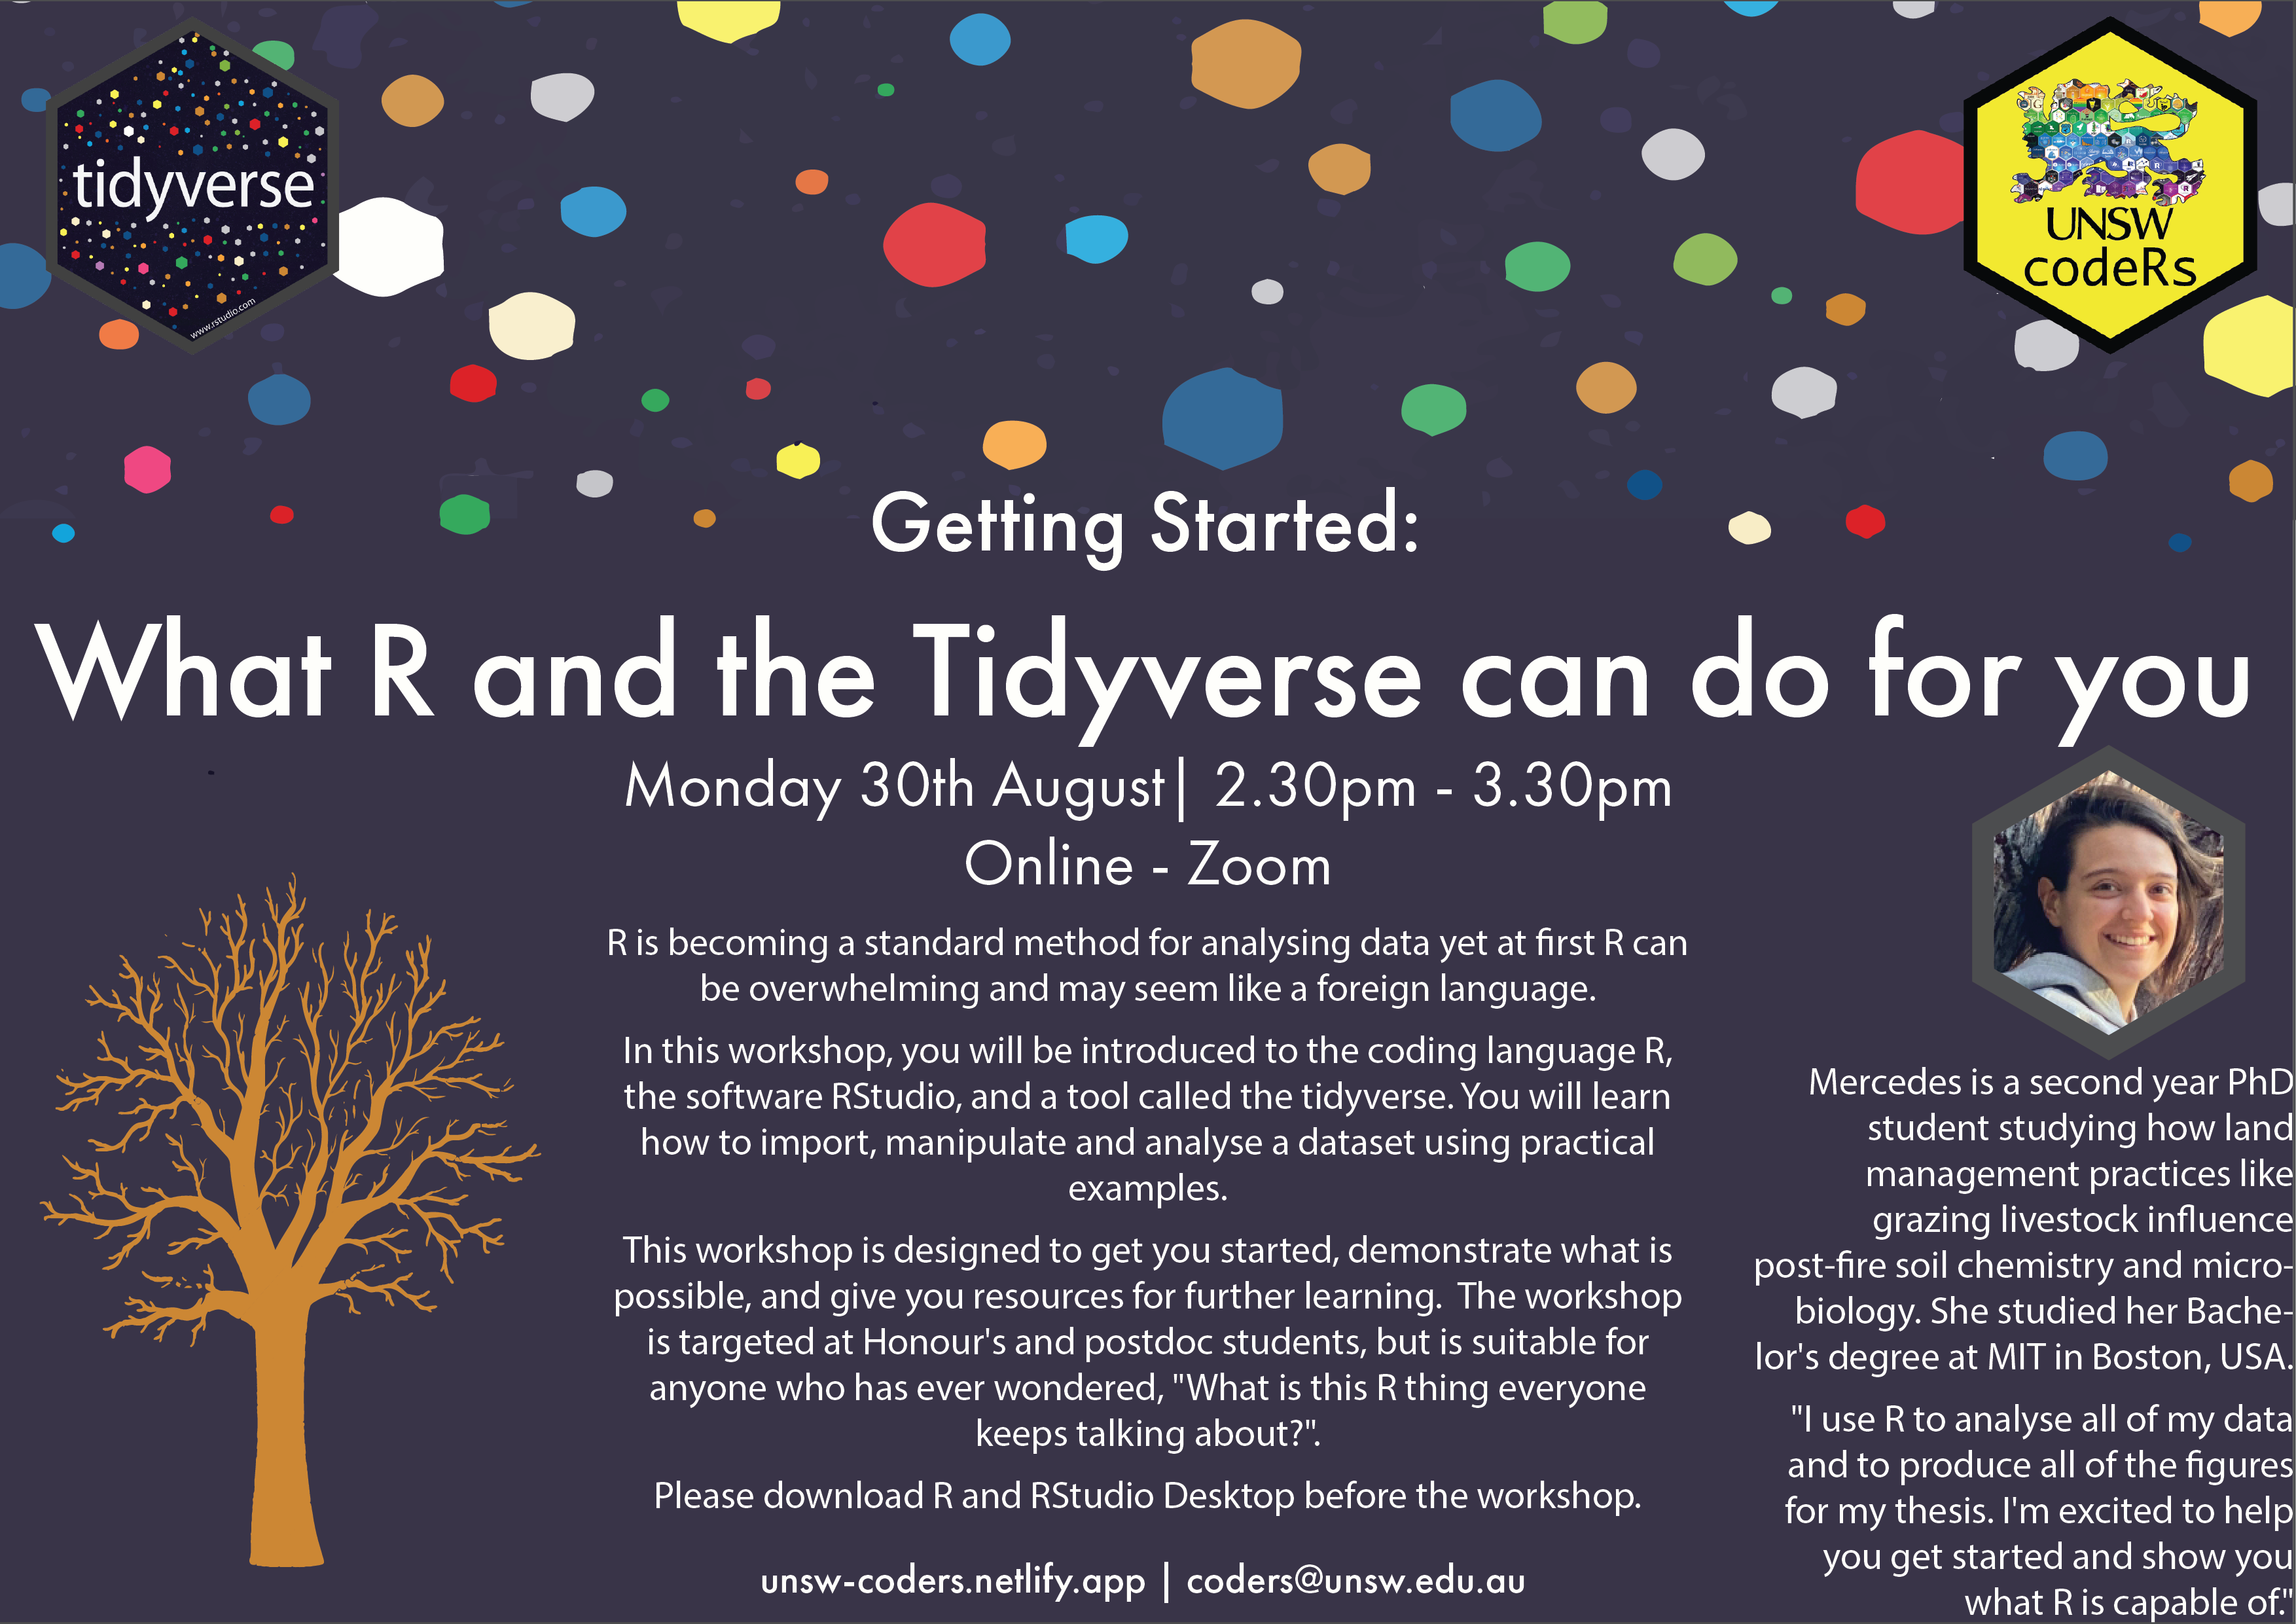 tidyverse
www.rstudio.com
UNSW
codeRs
Getting Started:
What R and the Tidyverse can do for you
Monday 30th August| 2.30pm - 3.30pm
Online - Zoom
R is becoming a standard method for analysing data yet at first R can
be overwhelming and may seem like a foreign language.
In this workshop, you will be introduced to the coding language R,
the software RStudio, and a tool called the tidyverse. You will learn
how to import, manipulate and analyse a dataset using practical
examples.
This workshop is designed to get you started, demonstrate what is
possible, and give you resources for further learning.  The workshop
is targeted at Honour's and postdoc students, but is suitable for
anyone who has ever wondered, "What is this R thing everyone
keeps talking about?".
Please download R and RStudio Desktop before the workshop.
unsw-coders.netlify.app | coders@unsw.edu.au
Mercedes is a second year PhD
student studying how land
management practices like
grazing livestock influence
post-fire soil chemistry and micro-
biology. She studied her Bache-
lor's degree at MIT in Boston, USA.
"I use R to analyse all of my data
and to produce all of the figures
for my thesis. I'm excited to help
you get started and show you
what R is capable of."